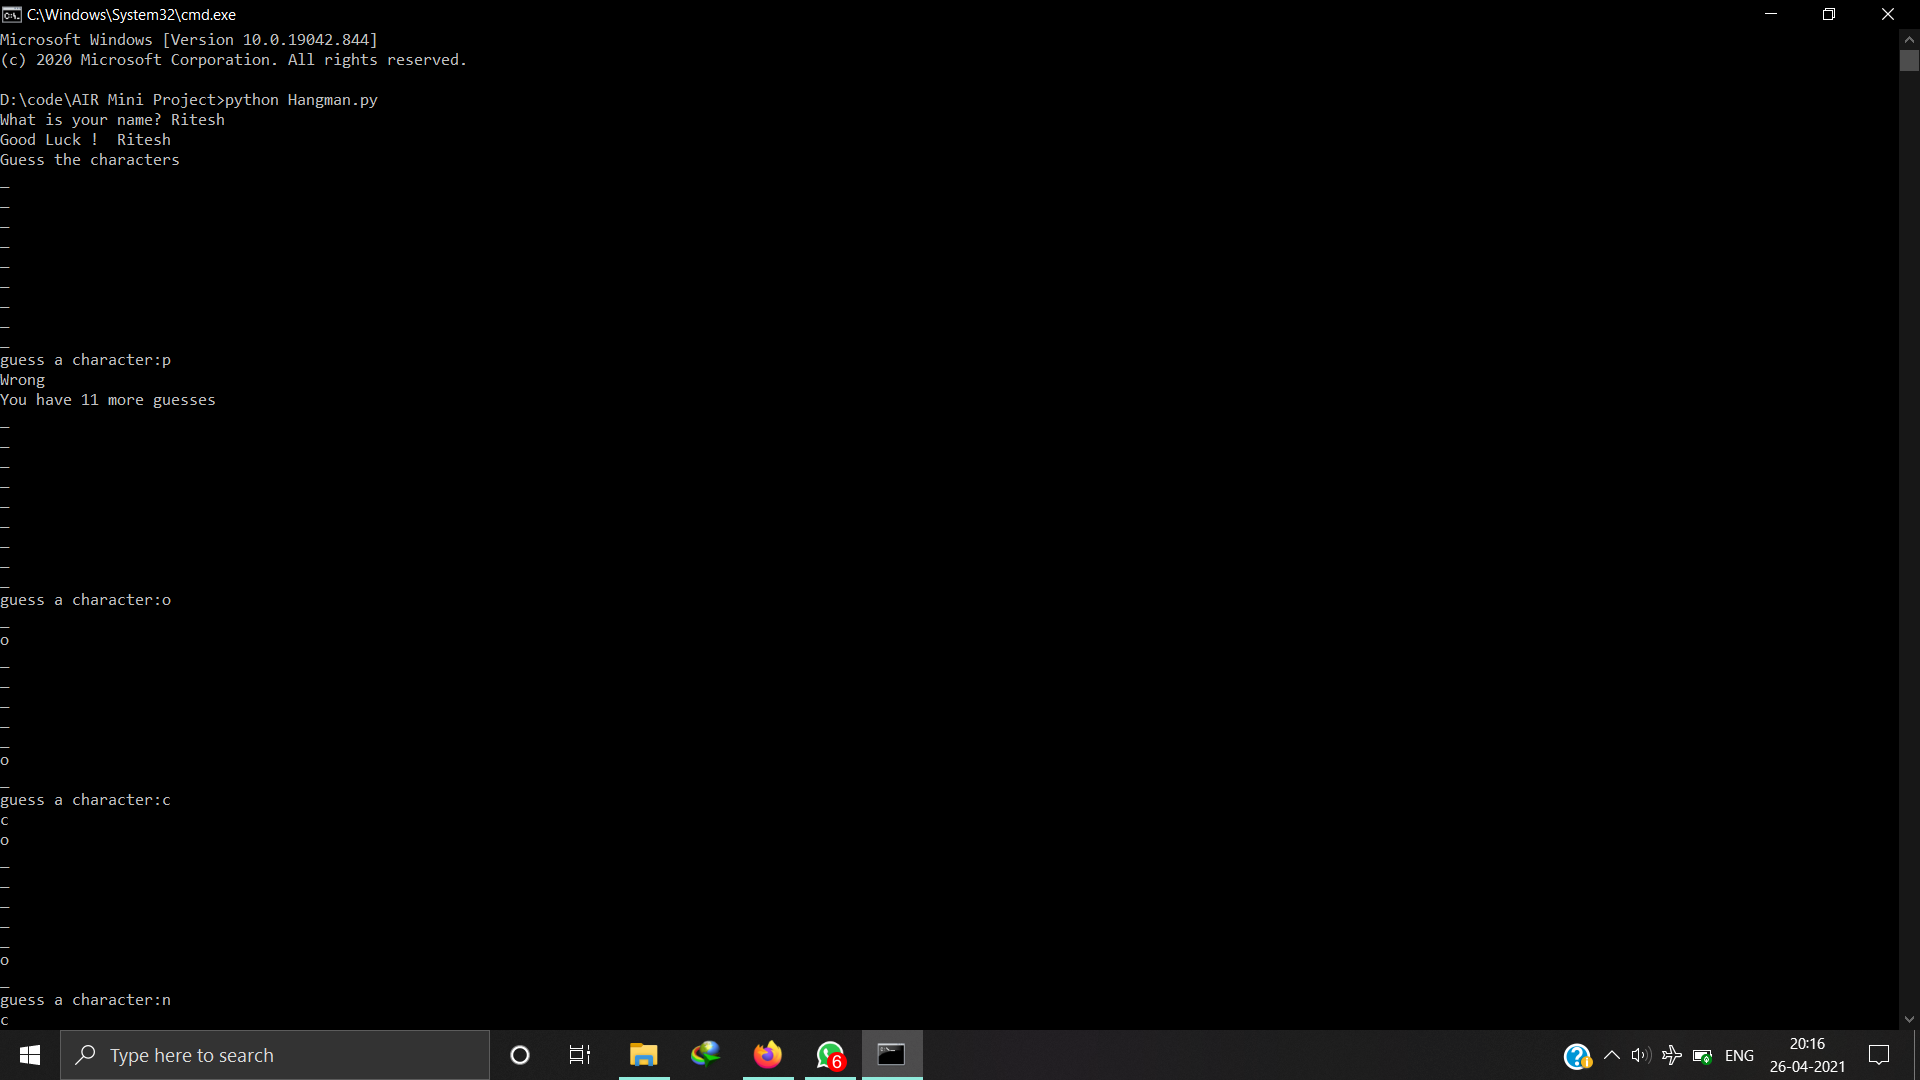 C:\Windows\System32\cmd.exe
Microsoft Windows [Version 10.0.19042.844]
(c) 2020 Microsoft Corporation. All rights reserved.
D:\code\AIR Mini Project>python Hangman.py
What is your name? Ritesh
Good Luck !  Ritesh
Guess the characters
_
_
_
_
_
_
_
_
_
guess a character:p
Wrong
You have 11 more guesses
_
_
_
_
_
_
_
_
_
guess a character:o
_
o
_
_
_
_
_
o
_
guess a character:c
c
o
_
_
_
_
_
o
_
guess a character:n
c
Type here to search
6
ENG
20:16
26-04-2021